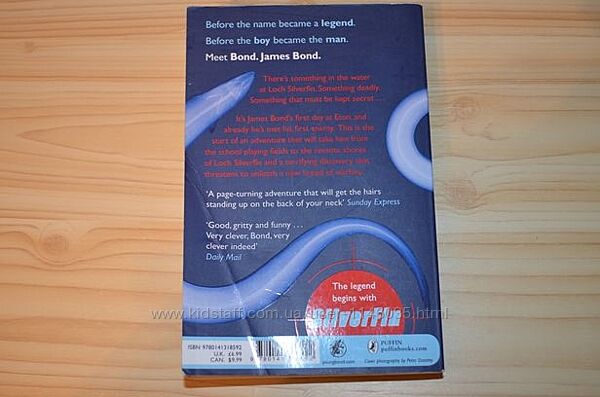 Before the name became a legend.
Before the boy became the man.
Meet Bond. James Bond.
There's something in the water
at Loch Silverfin. Something deadly.
Something that must be kept secret ...
It's James Bond's first day at Eton and
already he's met his first enemy. This is the
start of an adventure that will take him from
the school playing fields to the remote shores
of Loch Silverfin and a terrifying discovery that
threatens to unleash a new breed of warfare.
'A page-turning adventure that will get the hairs
standing up on the back of your neck' Sunday Express
'Good, gritty and funny ...
Very clever, Bond, very
clever indeed'
Daily Mail
The legend
begins with
silverfin
ISBN 9780141318592
U.K. £6.99
CAN. $9.99
youngbond.com
PUFFIN
puffinbooks.com